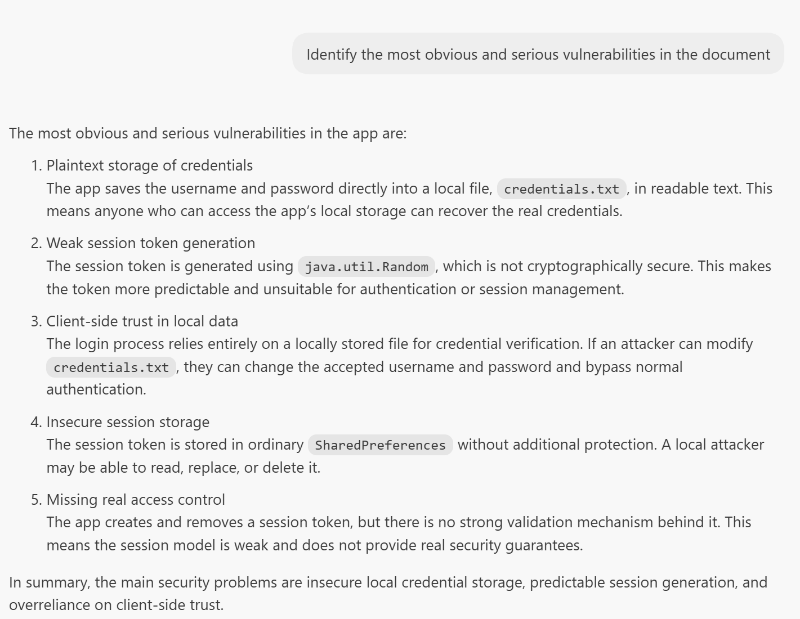 Identify the most obvious and serious vulnerabilities in the document
The most obvious and serious vulnerabilities in the app are:
1. Plaintext storage of credentials
The app saves the username and password directly into a local file, credentials.txt, in readable text. This
means anyone who can access the app’s local storage can recover the real credentials.
2. Weak session token generation
The session token is generated using java.util.Random, which is not cryptographically secure. This makes
the token more predictable and unsuitable for authentication or session management.
3. Client-side trust in local data
The login process relies entirely on a locally stored file for credential verification. If an attacker can modify
credentials.txt, they can change the accepted username and password and bypass normal
authentication.
4. Insecure session storage
The session token is stored in ordinary SharedPreferences without additional protection. A local attacker
may be able to read, replace, or delete it.
5. Missing real access control
The app creates and removes a session token, but there is no strong validation mechanism behind it. This
means the session model is weak and does not provide real security guarantees.
In summary, the main security problems are insecure local credential storage, predictable session generation, and
overreliance on client-side trust.